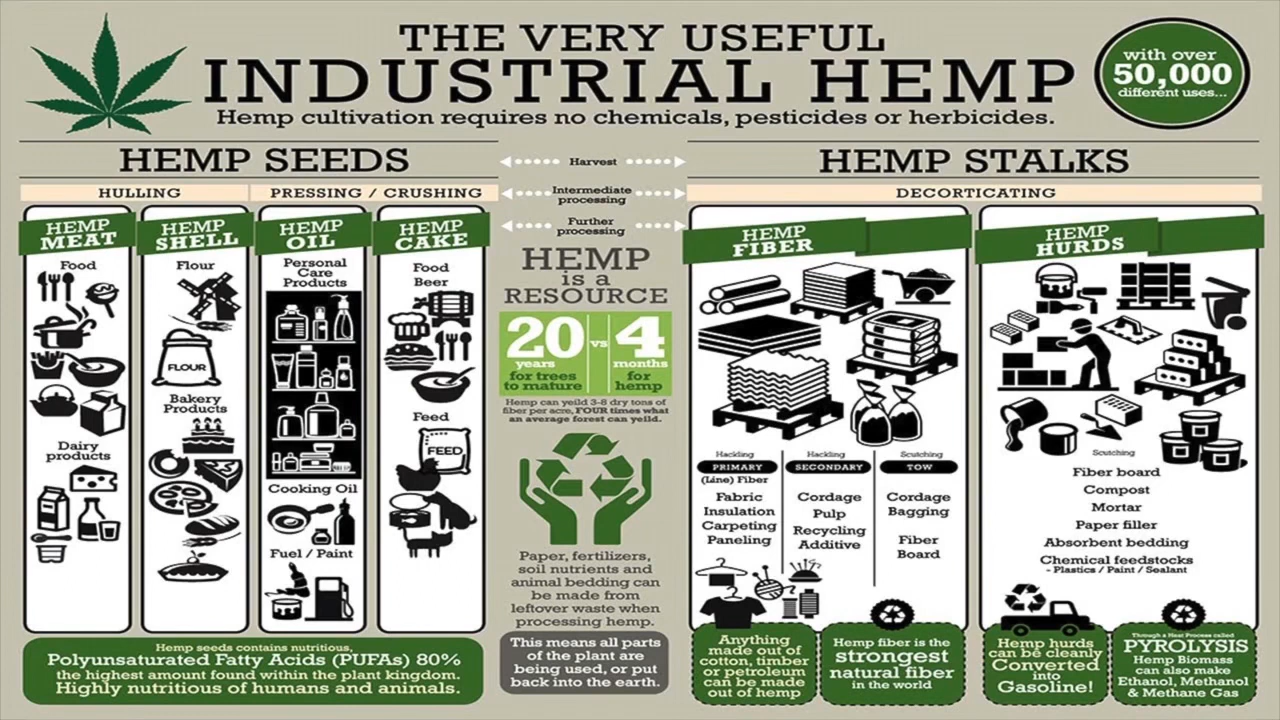 THE VERY USEFUL
INDUSTRIAL HEMP
Hemp cultivation requires no chemicals, pesticides or herbicides.
with over
50,000
different uses...
HEMP SEEDS
HULLING
PRESSING / CRUSHING
HEMP
MEAT
Food
Dairy
products
HEMP
SHELL
Flour
FLOUR
Bakery
Products
HEMP
OIL
Personal
Care
Products
Cooking Oil
Fuel / Paint
HEMP
CAKE
Food
Beer
Feed
FEED
Hemp seeds contains nutritious,
Polyunsaturated Fatty Acids (PUFAs) 80%
the highest amount found within the plant kingdom.
Highly nutritious of humans and animals.
Harvest
Intermediate
processing
Further
processing
HEMP
is a
RESOURCE
20 vs 4
years
for trees
to mature
months
for
hemp
Hemp can yeild 3-8 dry tons of
fiber per acre, FOUR times what
an average forest can yeild.
Paper, fertilizers,
soil nutrients and
animal bedding can
be made from
leftover waste when
processing hemp.
This means all parts
of the plant are
being used, or put
back into the earth.
HEMP STALKS
DECORTICATING
HEMP
FIBER
Hackling
PRIMARY
(Line) Fiber
Fabric
Insulation
Carpeting
Paneling
Hackling
SECONDARY
Cordage
Pulp
Recycling
Additive
Scutching
TOW
Cordage
Bagging
Fiber
Board
Anything
made out of
cotton, timber
or petroleum
can be made
out of hemp
Hemp fiber is the
strongest
natural fiber
in the world
HEMP
HURDS
Scutching
Fiber board
Compost
Mortar
Paper filler
Absorbent bedding
Chemical feedstocks
- Plastics / Paint / Sealant
Hemp hurds
can be cleanly
Converted
into
Gasoline!
Through a Heat Process called
PYROLYSIS
Hemp Biomass
can also make
Ethanol, Methanol
& Methane Gas